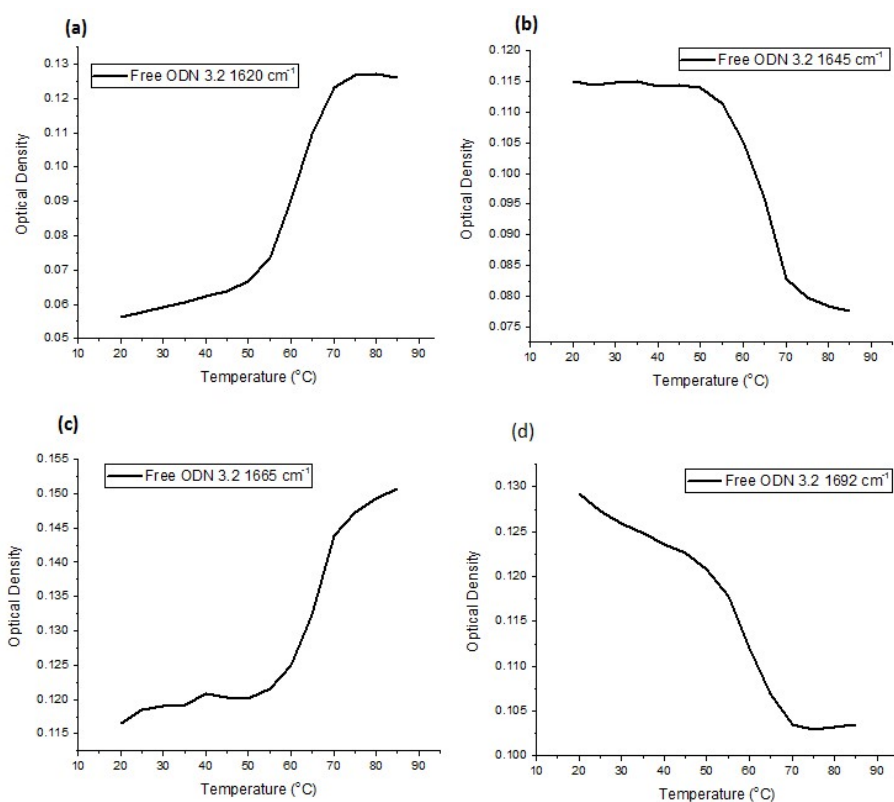 (a)
Free ODN 3.2 1620 cm⁻¹
Optical Density
0.13
0.12
0.11
0.10
0.09
0.08
0.07
0.06
0.05
10 20 30 40 50 60 70 80 90
Temperature (°C)
(b)
Free ODN 3.2 1645 cm⁻¹
Optical Density
0.120
0.115
0.110
0.105
0.100
0.095
0.090
0.085
0.080
0.075
10 20 30 40 50 60 70 80 90
Temperature (°C)
(c)
Free ODN 3.2 1665 cm⁻¹
Optical Density
0.155
0.150
0.145
0.140
0.135
0.130
0.125
0.120
0.115
10 20 30 40 50 60 70 80 90
Temperature (°C)
(d)
Free ODN 3.2 1692 cm⁻¹
Optical Density
0.130
0.125
0.120
0.115
0.110
0.105
0.100
10 20 30 40 50 60 70 80 90
Temperature (°C)